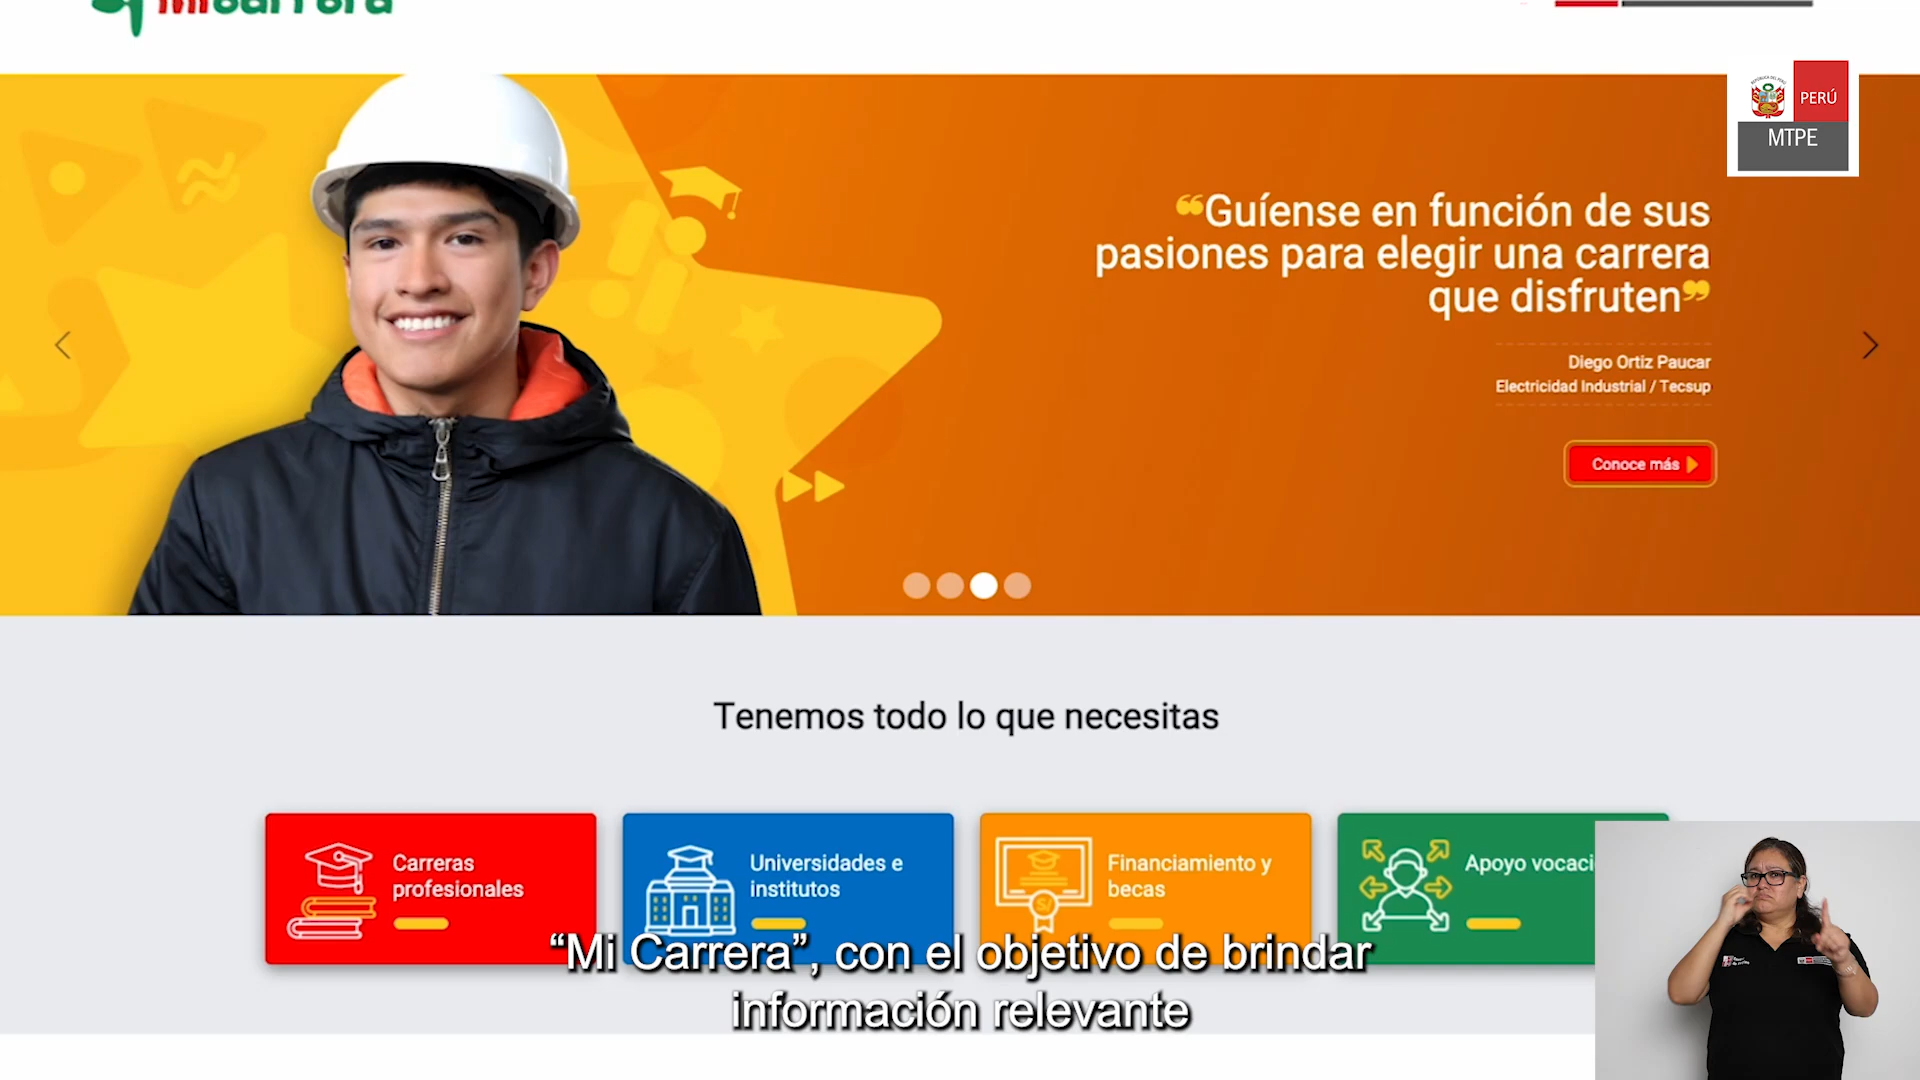 micarrera
PERÚ
MTPE
❝Guíense en función de sus
pasiones para elegir una carrera
que disfruten❞
Diego Ortiz Paucar
Electricidad Industrial / Tecsup
Conoce más
Tenemos todo lo que necesitas
Carreras
profesionales
Universidades e
institutos
Financiamiento y
becas
Apoyo vocaci
“Mi Carrera”, con el objetivo de brindar
información relevante